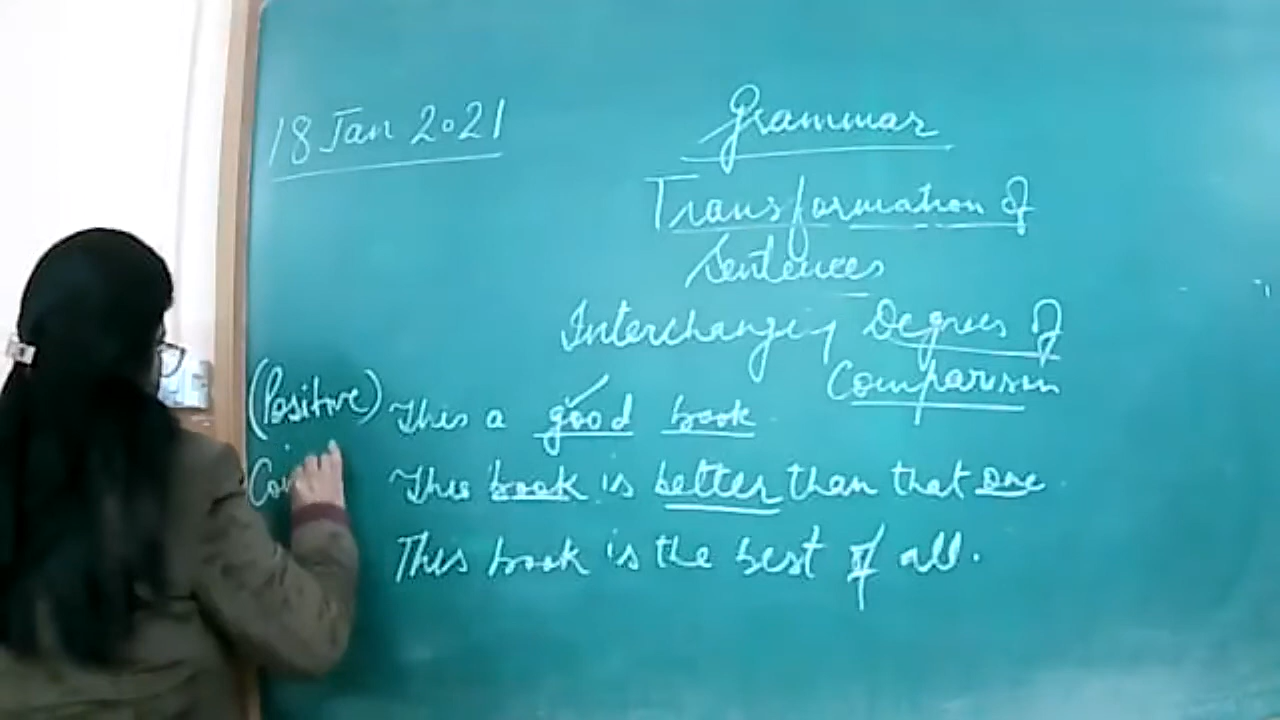 18 Jan 2021
Grammar
Transformation of
Sentences
Interchanging Degrees of
Comparison
(Positive) This a good book.
This book is better than that one.
This book is the best of all.